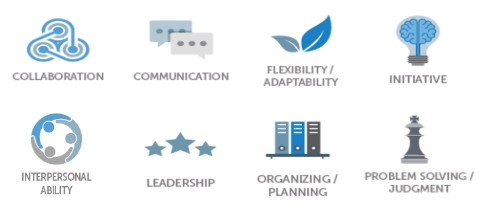 COLLABORATION
COMMUNICATION
FLEXIBILITY /
ADAPTABILITY
INITIATIVE
INTERPERSONAL
ABILITY
LEADERSHIP
ORGANIZING /
PLANNING
PROBLEM SOLVING /
JUDGMENT